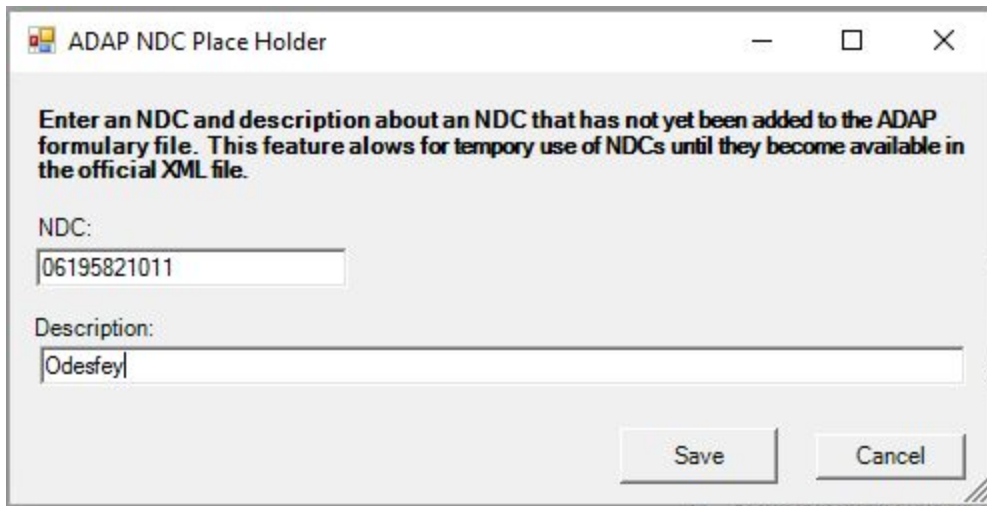 ADAP NDC Place Holder
Enter an NDC and description about an NDC that has not yet been added to the ADAP
formulary file. This feature alows for tempory use of NDCs until they become available in
the official XML file.
NDC:
06195821011
Description:
Odesfey
Save Cancel